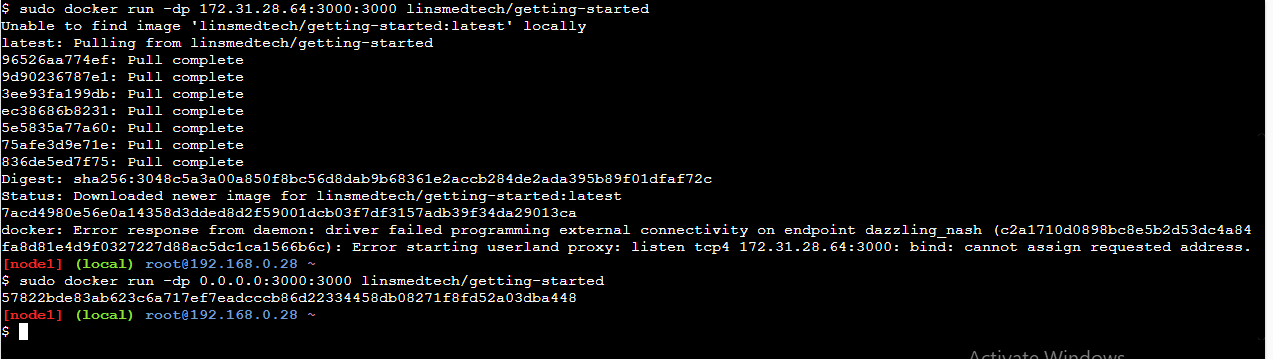 $ sudo docker run -dp 172.31.28.64:3000:3000 linsmedtech/getting-started
Unable to find image 'linsmedtech/getting-started:latest' locally
latest: Pulling from linsmedtech/getting-started
96526aa774ef: Pull complete
9d90236787e1: Pull complete
3ee93fa199db: Pull complete
ec38686b8231: Pull complete
5e5835a77a60: Pull complete
75afe3d9e71e: Pull complete
836de5ed7f75: Pull complete
Digest: sha256:3048c5a3a00a850f8bc56d8dab9b68361e2accb284de2ada395b89f01dfaf72c
Status: Downloaded newer image for linsmedtech/getting-started:latest
7acd4980e56e0a14358d3dded8d2f59001dcb03f7df3157adb39f34da29013ca
docker: Error response from daemon: driver failed programming external connectivity on endpoint dazzling_nash (c2a1710d0898bc8e5b2d53dc4a84
fa8d81e4d9f0327227d88ac5dc1ca1566b6c): Error starting userland proxy: listen tcp4 172.31.28.64:3000: bind: cannot assign requested address.
[node1] (local) root@192.168.0.28 ~
$ sudo docker run -dp 0.0.0.0:3000:3000 linsmedtech/getting-started
57822bde83ab623c6a717ef7eadcccb86d22334458db08271f8fd52a03dba448
[node1] (local) root@192.168.0.28 ~
$
Activate Windows